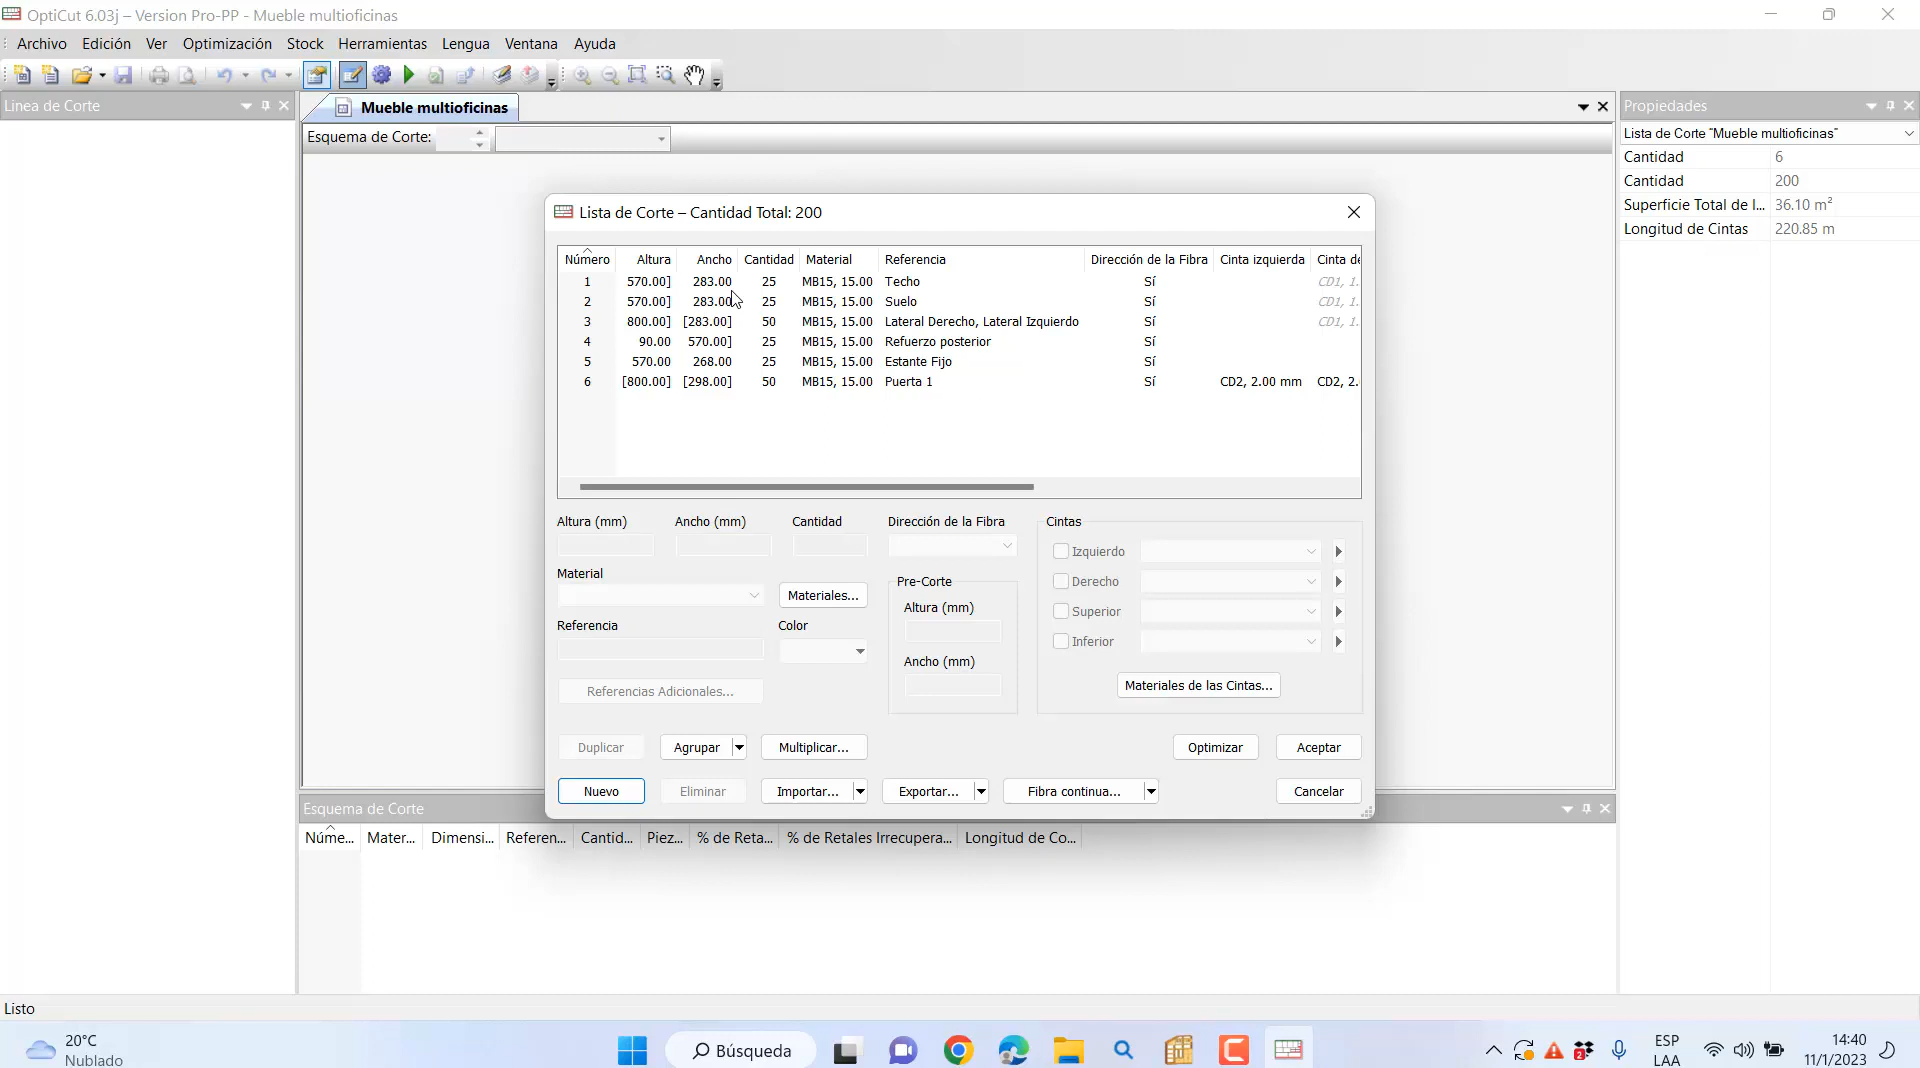 OptiCut 6.03j – Version Pro-PP - Mueble multioficinas
Archivo Edición Ver Optimización Stock Herramientas Lengua Ventana Ayuda
Linea de Corte
Mueble multioficinas
Esquema de Corte:
Propiedades
Lista de Corte "Mueble multioficinas"
Cantidad 6
Cantidad 200
Superficie Total de l... 36.10 m²
Longitud de Cintas 220.85 m
Lista de Corte – Cantidad Total: 200
Número Altura Ancho Cantidad Material Referencia Dirección de la Fibra Cinta izquierda Cinta de
1 570.00] 283.00 25 MB15, 15.00 Techo Sí CD1, 1.
2 570.00] 283.00 25 MB15, 15.00 Suelo Sí
3 800.00] [283.00] 50 MB15, 15.00 Lateral Derecho, Lateral Izquierdo Sí CD1, 1.
4 90.00 570.00] 25 MB15, 15.00 Refuerzo posterior Sí
5 570.00 268.00 25 MB15, 15.00 Estante Fijo Sí
6 [800.00] [298.00] 50 MB15, 15.00 Puerta 1 Sí CD2, 2.00 mm CD2, 2.
Altura (mm) Ancho (mm) Cantidad Dirección de la Fibra Cintas
Izquierdo
Material Pre-Corte Derecho
Materiales... Altura (mm)
Superior
Referencia Color
Inferior
Ancho (mm)
Referencias Adicionales... Materiales de las Cintas...
Duplicar Agrupar Multiplicar... Optimizar Aceptar
Nuevo Eliminar Importar... Exportar... Fibra continua... Cancelar
Esquema de Corte
Núme... Mater... Dimensi... Referen... Cantid... Piez... % de Reta... % de Retales Irrecupera... Longitud de Co...
Listo
20°C
Nublado
Búsqueda
2
ESP
LAA
14:40
11/1/2023